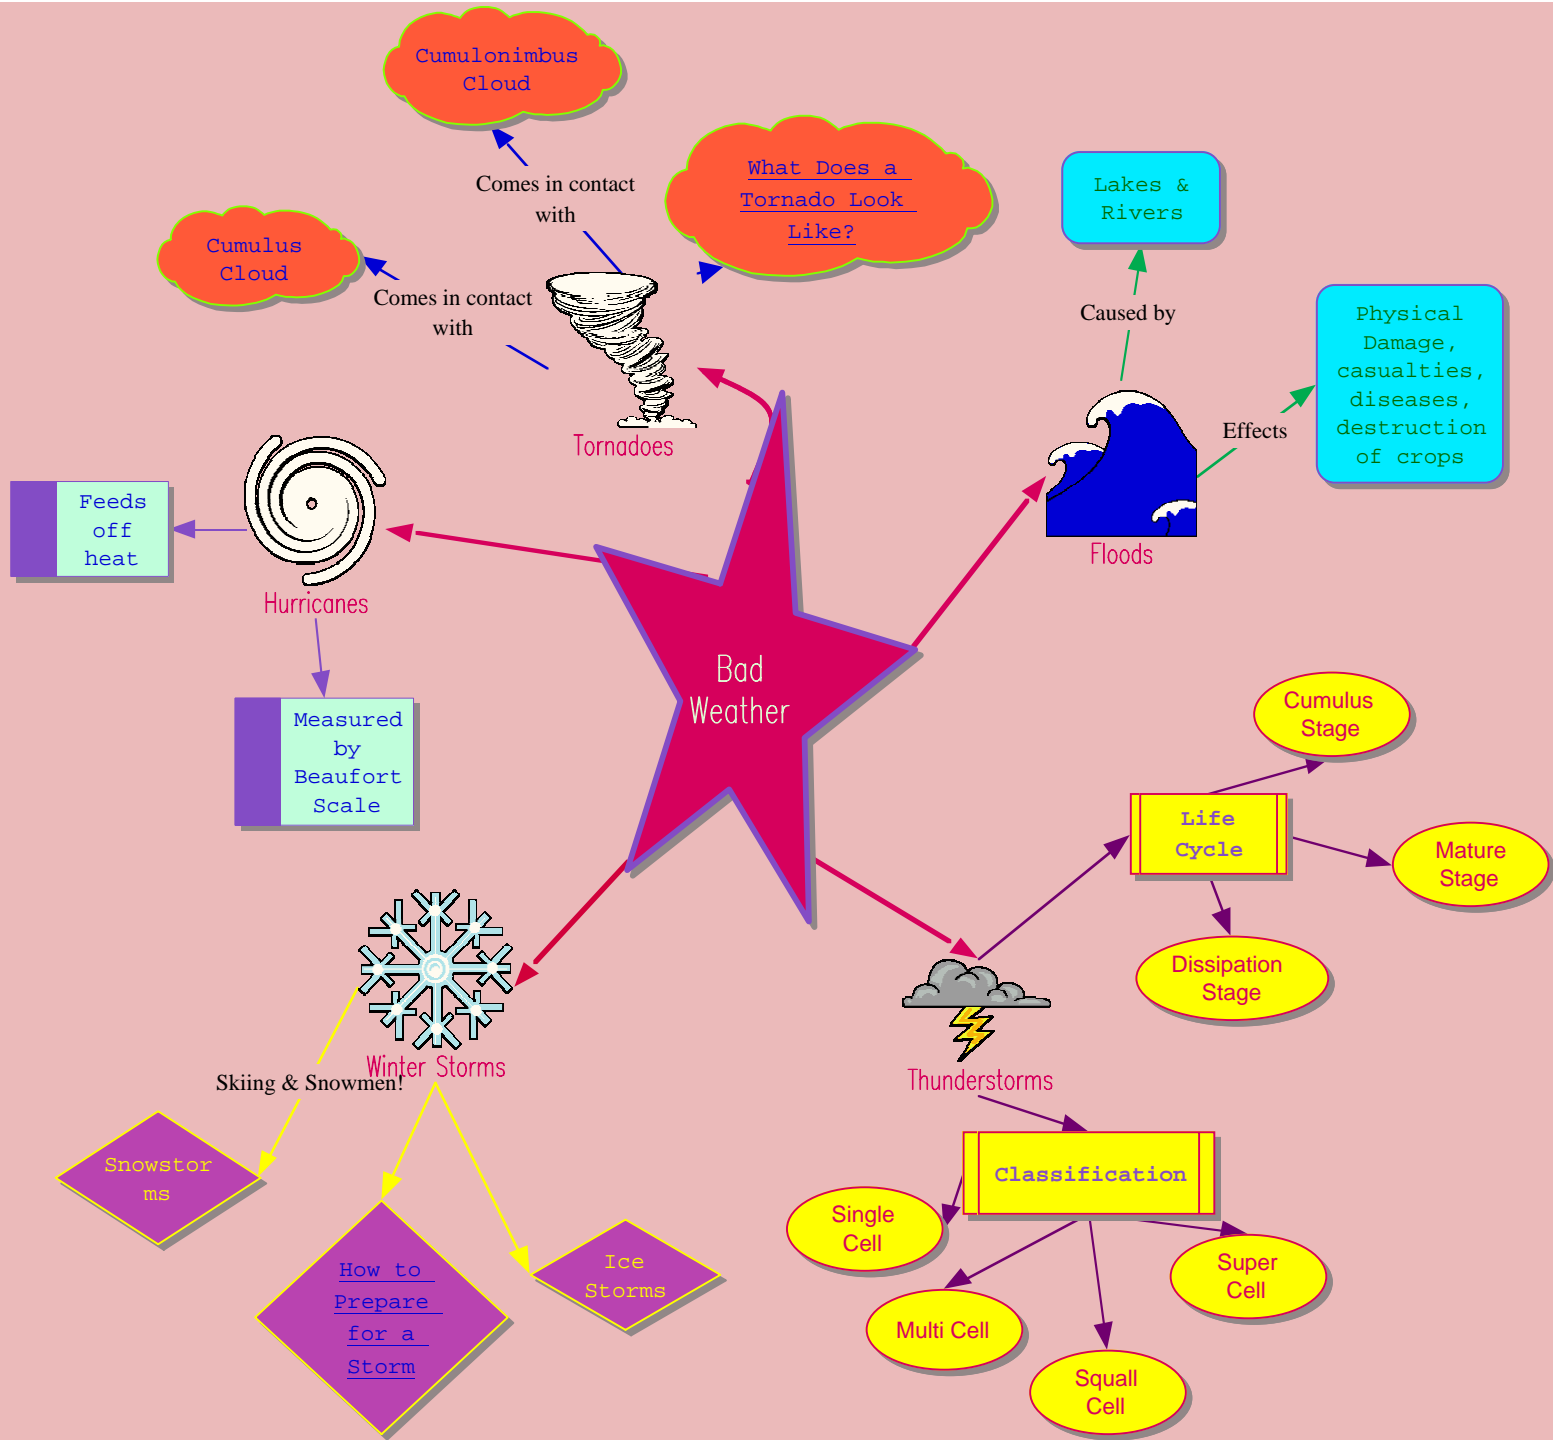 Cumulonimbus
Cloud
What Does a
Tornado Look
Like?
Comes in contact
with
Cumulus
Cloud
Comes in contact
with
Tornadoes
Lakes &
Rivers
Caused by
Physical
Damage,
casualties,
diseases,
destruction
of crops
Effects
Floods
Feeds
off
heat
Hurricanes
Measured
by
Beaufort
Scale
Bad
Weather
Cumulus
Stage
Life
Cycle
Mature
Stage
Dissipation
Stage
Thunderstorms
Classification
Single
Cell
Multi Cell
Squall
Cell
Super
Cell
Winter Storms
Skiing & Snowmen!
Snowstor
ms
How to
Prepare
for a
Storm
Ice
Storms